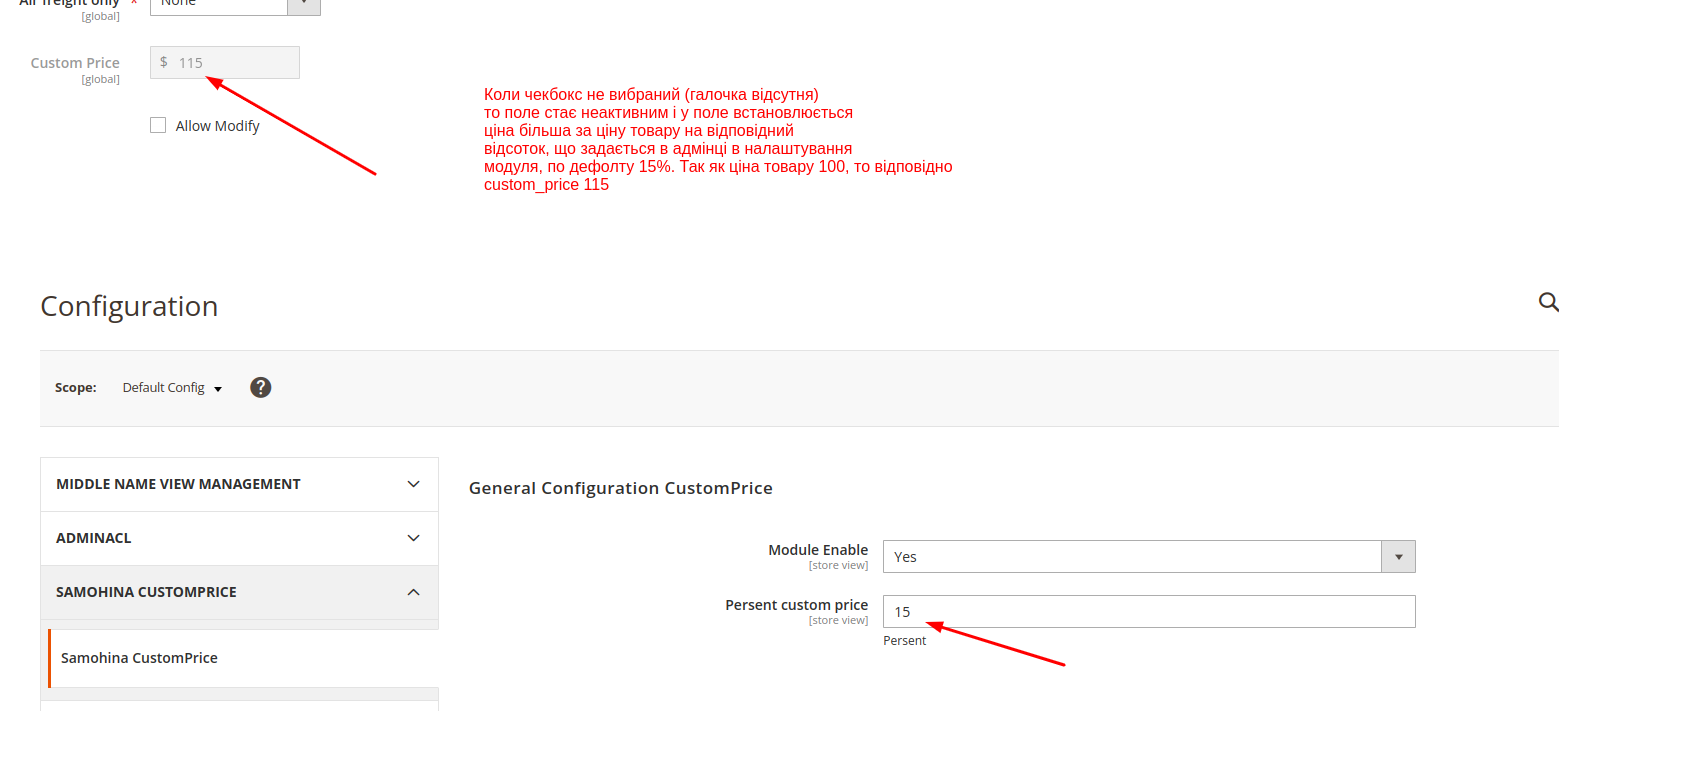 Air freight only *
None
[global]
Custom Price
$ 115
[global]
Allow Modify
Коли чекбокс не вибраний (галочка відсутня)
то поле стає неактивним і у поле встановлюється
ціна більша за ціну товару на відповідний
відсоток, що задається в адмінці в налаштування
модуля, по дефолту 15%. Так як ціна товару 100, то відповідно
custom_price 115
Configuration
Scope: Default Config ?
MIDDLE NAME VIEW MANAGEMENT
ADMINACL
SAMOHINA CUSTOMPRICE
Samohina CustomPrice
General Configuration CustomPrice
Module Enable
[store view]
Yes
Persent custom price
[store view]
15
Persent